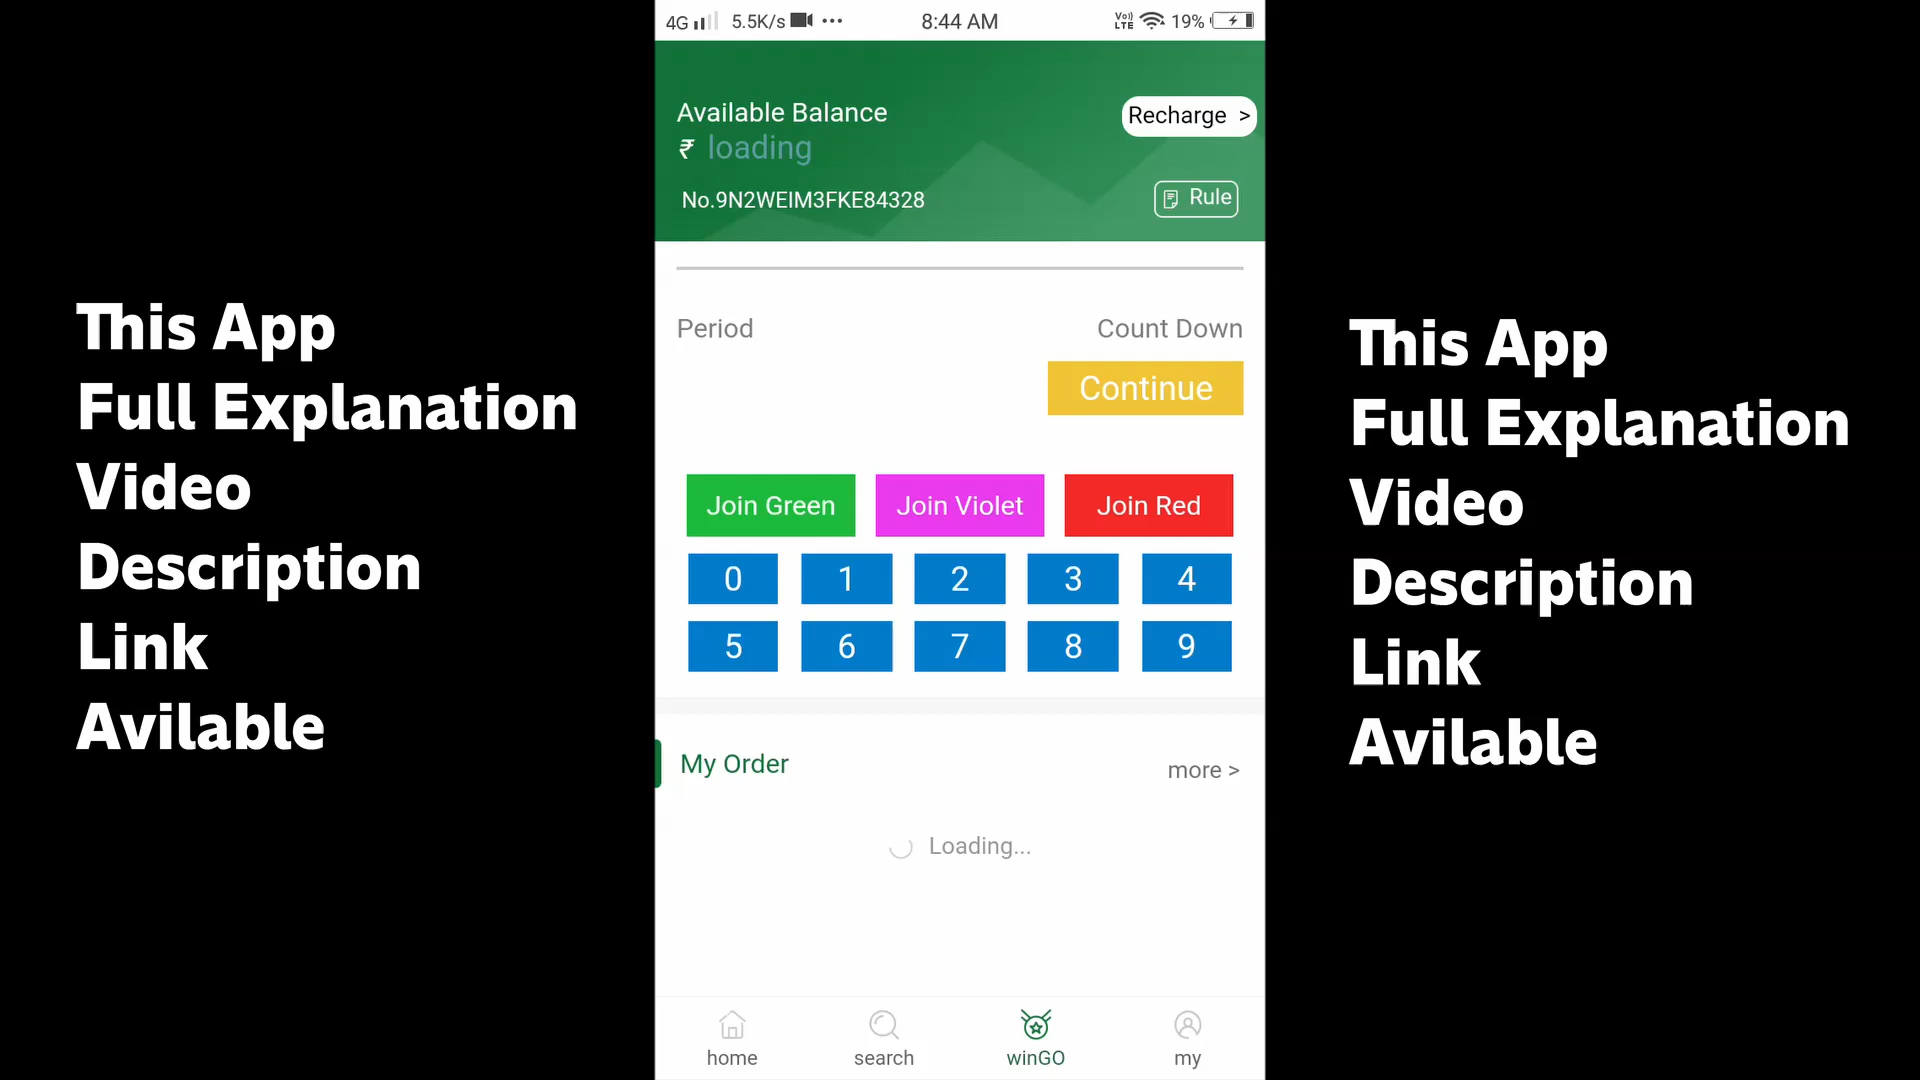 4G 5.5K/s ••• 8:44 AM Vo)) LTE 19%
Available Balance
Recharge >
₹ loading
No.9N2WEIM3FKE84328
Rule
Period
Count Down
Continue
Join Green
Join Violet
Join Red
0 1 2 3 4
5 6 7 8 9
My Order
more >
Loading...
home
search
winGO
my
This App
Full Explanation
Video
Description
Link
Avilable
This App
Full Explanation
Video
Description
Link
Avilable